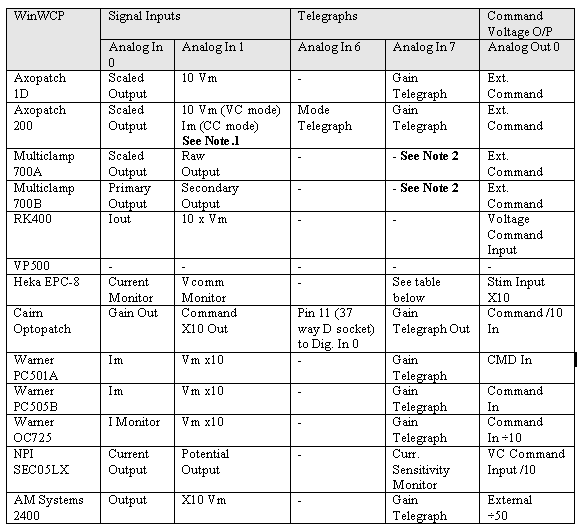 WinWCP Signal Inputs Telegraphs Command
Voltage O/P
Analog In 0 Analog In 1 Analog In 6 Analog In 7 Analog Out 0
Axopatch 1D Scaled Output 10 Vm - Gain Telegraph Ext. Command
Axopatch 200 Scaled Output 10 Vm (VC mode) Im (CC mode) See Note.1 Mode Telegraph Gain Telegraph Ext. Command
Multiclamp 700A Scaled Output Raw Output - - See Note 2 Ext. Command
Multiclamp 700B Primary Output Secondary Output - - See Note 2 Ext. Command
RK400 Iout 10 x Vm - - Voltage Command Input
VP500 - - - - -
Heka EPC-8 Current Monitor Vcomm Monitor - See table below Stim Input X10
Cairn Optopatch Gain Out Command X10 Out Pin 11 (37 way D socket) to Dig. In 0 Gain Telegraph Out Command /10 In
Warner PC501A Im Vm x10 - Gain Telegraph CMD In
Warner PC505B Im Vm x10 - Gain Telegraph Command In
Warner OC725 I Monitor Vm x10 - Gain Telegraph Command In ÷10
NPI SEC05LX Current Output Potential Output - Curr. Sensitivity Monitor VC Command Input /10
AM Systems 2400 Output X10 Vm - Gain Telegraph External ÷50